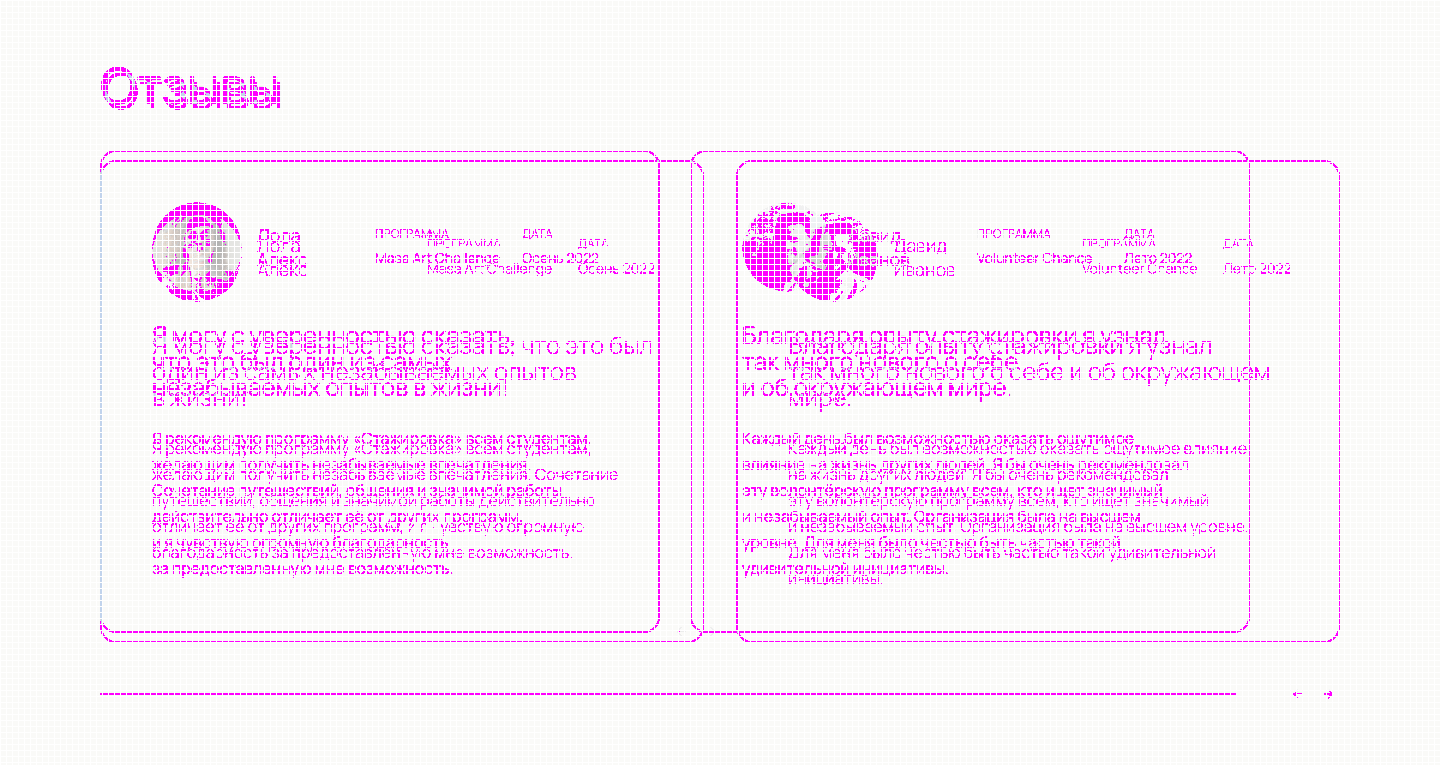 Отзывы
Лола
Алекс
ПРОГРАММА
Masa Art Challenge
ДАТА
Осень 2022
Я могу с уверенностью сказать,
что это был один из самых
незабываемых опытов в жизни!
Я рекомендую программу «Стажировка» всем студентам,
желающим получить незабываемые впечатления.
Сочетание путешествий, общения и значимой работы
действительно отличает ее от других программ,
и я чувствую огромную благодарность
за предоставленную мне возможность.
Давид
Иванов
ПРОГРАММА
Volunteer Chance
ДАТА
Лето 2022
Благодаря опыту стажировки я узнал
так много нового о себе
и об окружающем мире.
Каждый день был возможностью оказать ощутимое
влияние на жизнь других людей. Я бы очень рекомендовал
эту волонтёрскую программу всем, кто ищет значимый
и незабываемый опыт. Организация была на высшем
уровне. Для меня было честью быть частью такой
удивительной инициативы.
← →